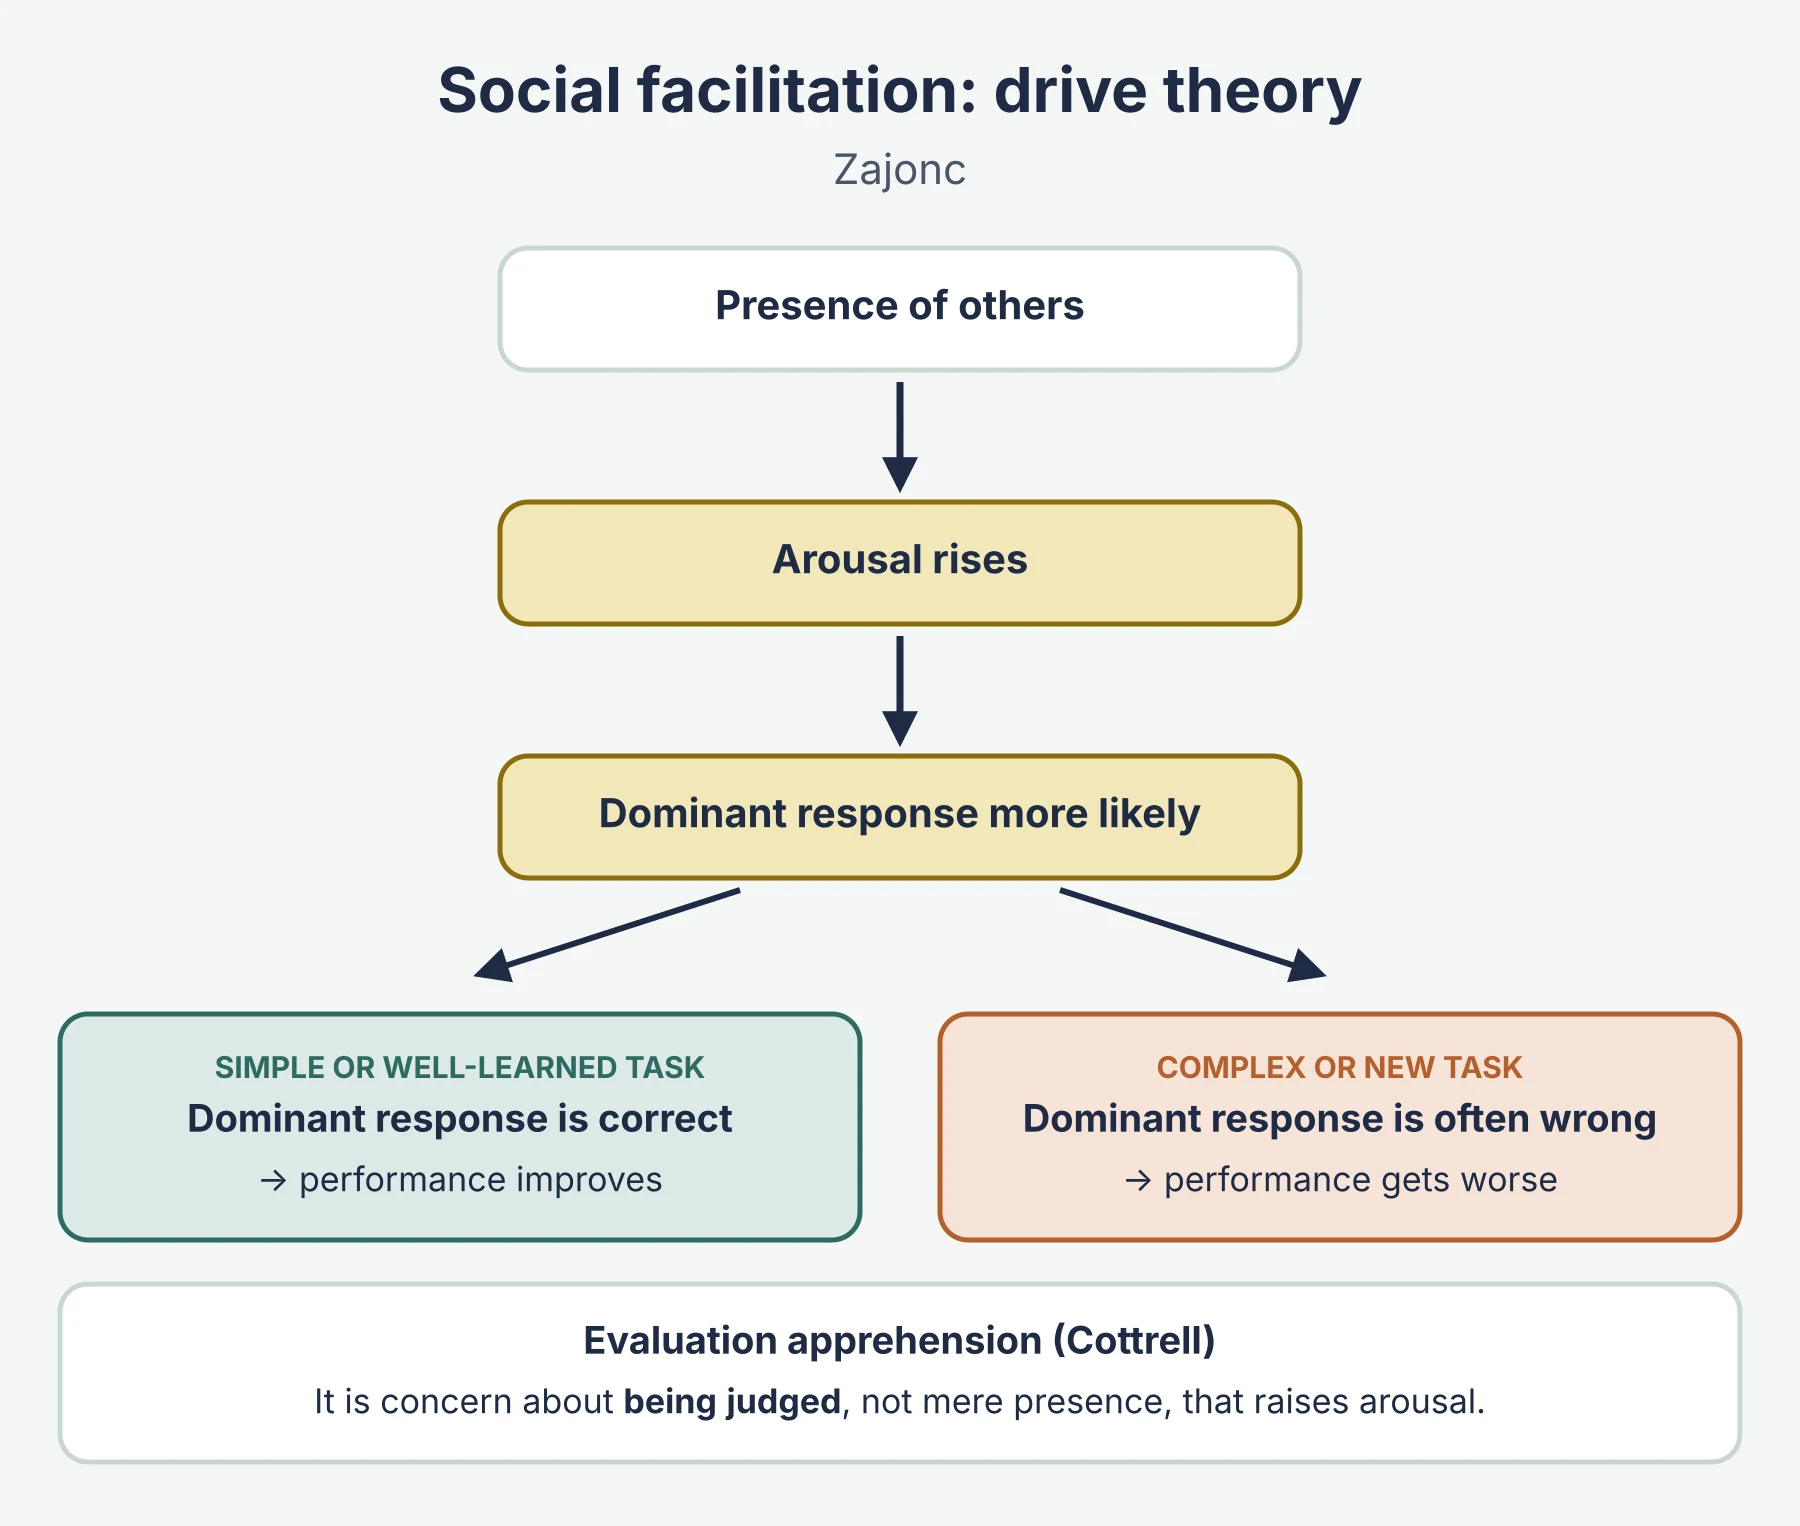 Social facilitation: drive theory
Zajonc
Presence of others
Arousal rises
Dominant response more likely
SIMPLE OR WELL-LEARNED TASK
Dominant response is correct
→ performance improves
COMPLEX OR NEW TASK
Dominant response is often wrong
→ performance gets worse
Evaluation apprehension (Cottrell)
It is concern about being judged, not mere presence, that raises arousal.